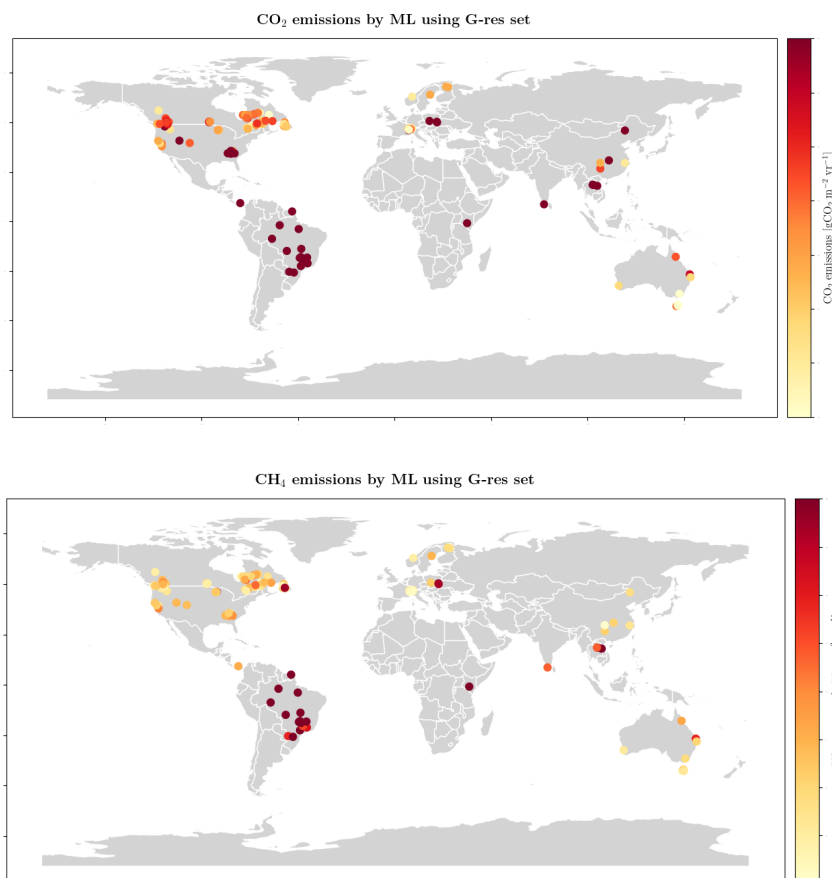 CO₂ emissions by ML using G-res set
CO₂ emissions [gCO₂ m⁻² yr⁻¹]
CH₄ emissions by ML using G-res set